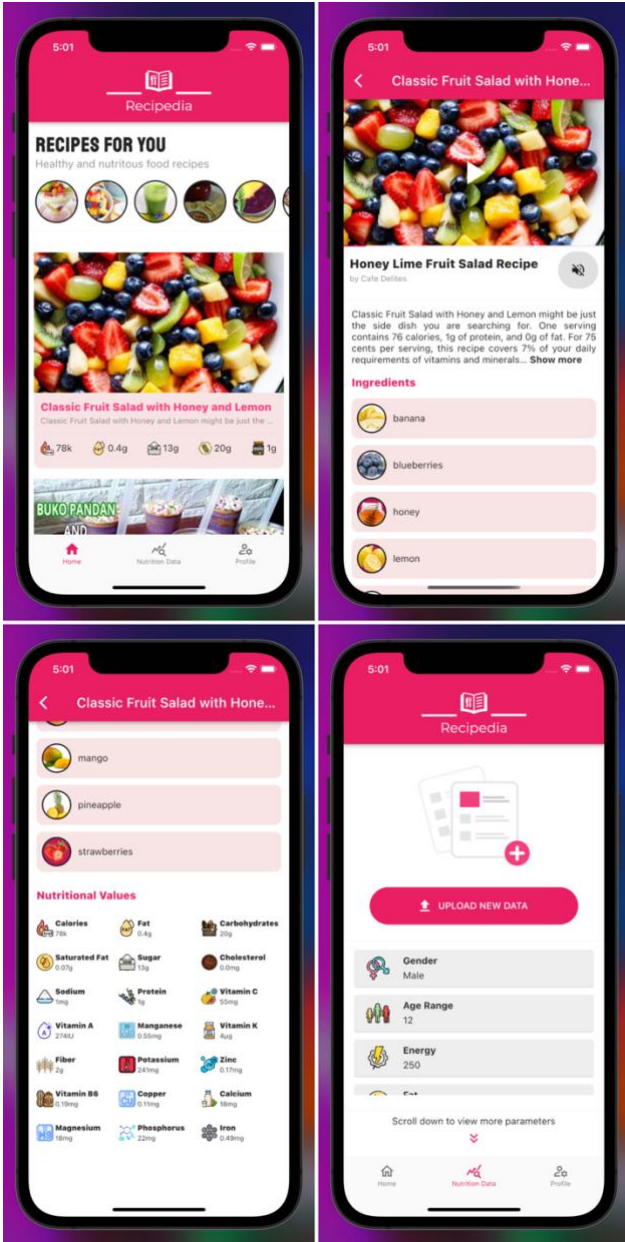 5:01
Recipedia
RECIPES FOR YOU
Healthy and nutritous food recipes
Classic Fruit Salad with Honey and Lemon
Classic Fruit Salad with Honey and Lemon might be just the ...
78k 0.4g 13g 20g 1g
BUKO PANDAN
AND
Home Nutrition Data Profile
5:01
Classic Fruit Salad with Hone...
Honey Lime Fruit Salad Recipe
by Cafe Delites
Classic Fruit Salad with Honey and Lemon might be just
the side dish you are searching for. One serving
contains 76 calories, 1g of protein, and 0g of fat. For 75
cents per serving, this recipe covers 7% of your daily
requirements of vitamins and minerals... Show more
Ingredients
banana
blueberries
honey
lemon
5:01
Classic Fruit Salad with Hone...
mango
pineapple
strawberries
Nutritional Values
Calories Fat Carbohydrates
78k 0.4g 20g
Saturated Fat Sugar Cholesterol
0.07g 13g 0.0mg
Sodium Protein Vitamin C
1mg 1g 55mg
Vitamin A Manganese Vitamin K
274IU 0.55mg 4µg
Fiber Potassium Zinc
2g 241mg 0.17mg
Vitamin B6 Copper Calcium
0.19mg 0.11mg 18mg
Magnesium Phosphorus Iron
18mg 22mg 0.49mg
5:01
Recipedia
UPLOAD NEW DATA
Gender
Male
Age Range
12
Energy
250
Fat
Scroll down to view more parameters
Home Nutrition Data Profile